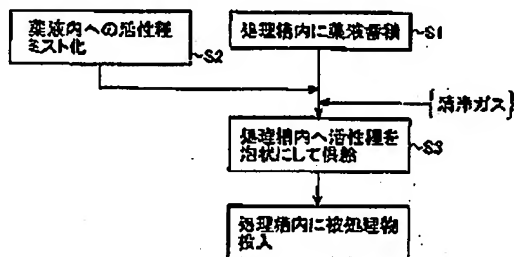 薬液内への活性種
ミスト化
~S2
処理槽内に薬液蓄積
~S1
{清浄ガス}
処理槽内へ活性種を
泡状にして供給
~S3
処理槽内に被処理物
投入